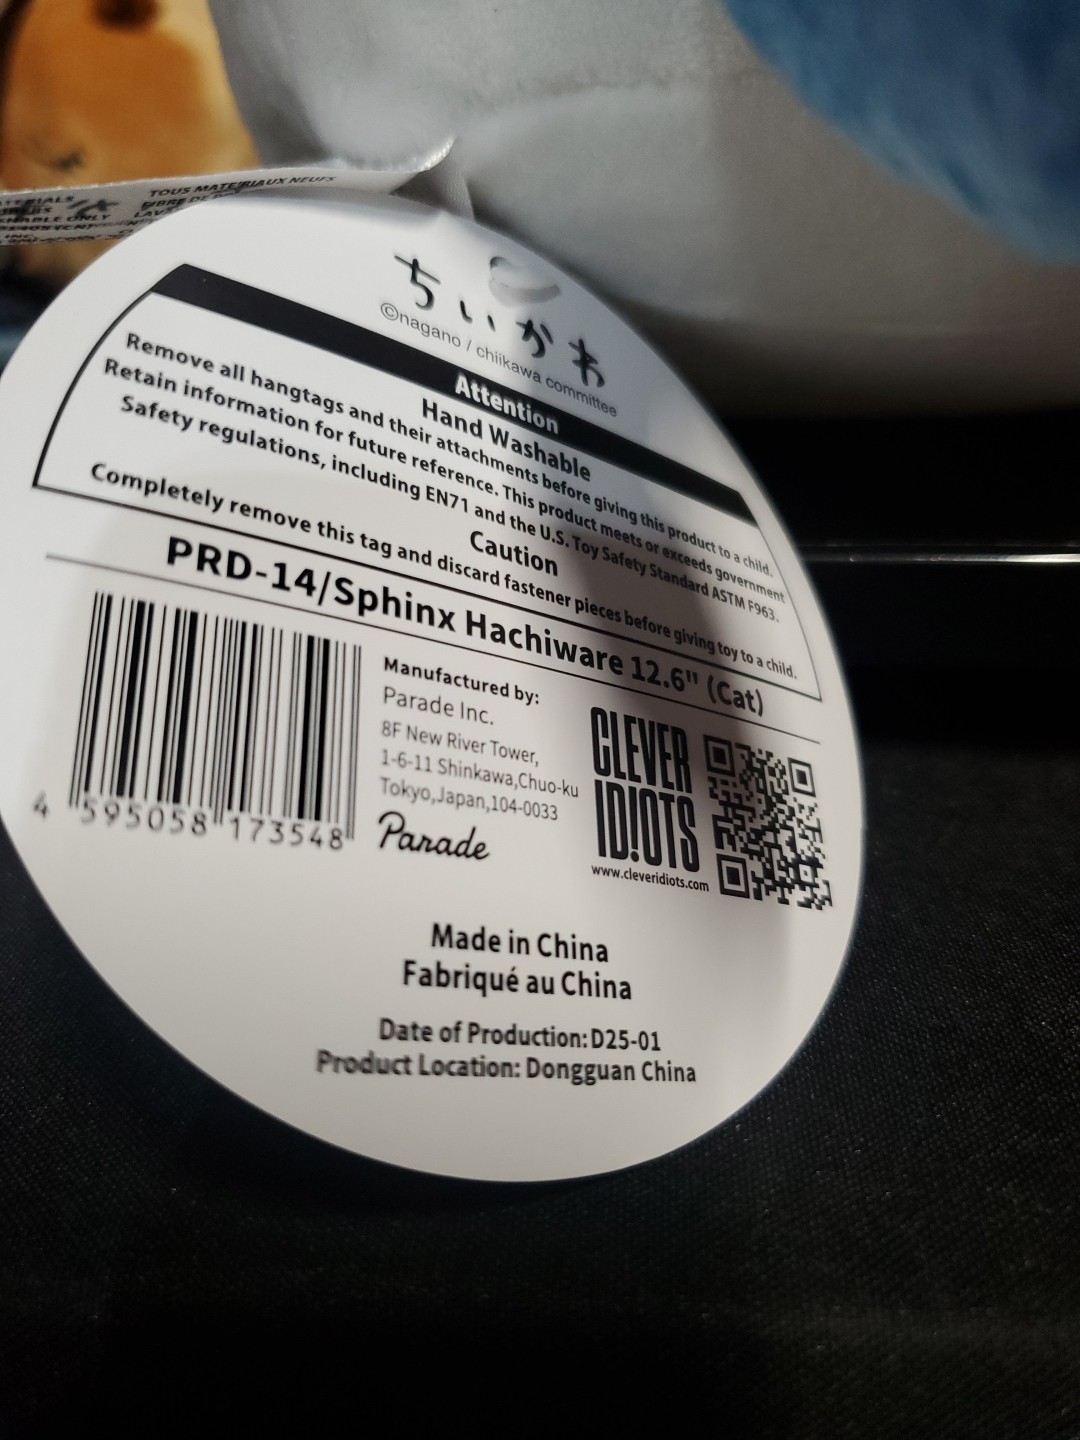 TOUS MATERIAUX NEUFS
ちいかわ
©nagano / chiikawa committee
Attention
Hand Washable
Remove all hangtags and their attachments before giving this product to a child.
Retain information for future reference. This product meets or exceeds government
Safety regulations, including EN71 and the U.S. Toy Safety Standard ASTM F963.
Caution
Completely remove this tag and discard fastener pieces before giving toy to a child.
PRD-14/Sphinx Hachiware 12.6" (Cat)
4 595058 173548
Manufactured by:
Parade Inc.
8F New River Tower,
1-6-11 Shinkawa,Chuo-ku
Tokyo,Japan,104-0033
Parade
CLEVER
ID!OTS
www.cleveridiots.com
Made in China
Fabriqué au China
Date of Production: D25-01
Product Location: Dongguan China